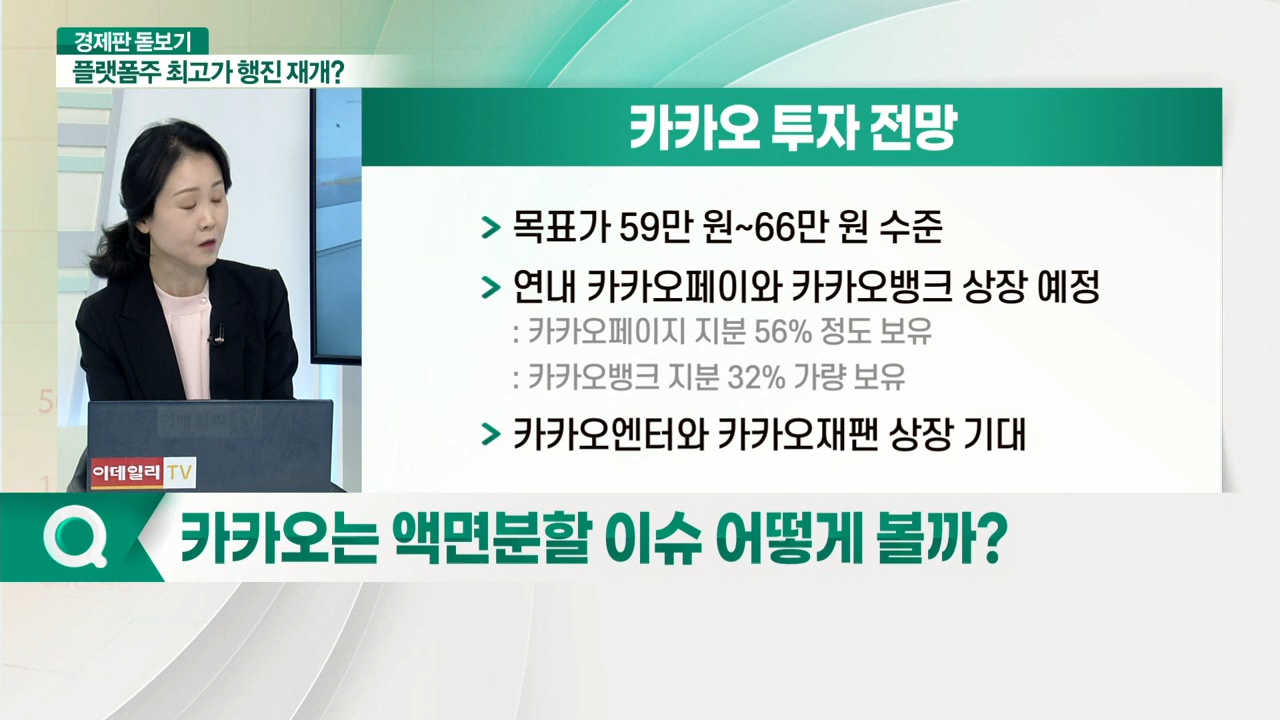 경제판 돋보기
플랫폼주 최고가 행진 재개?
카카오 투자 전망
> 목표가 59만 원~66만 원 수준
> 연내 카카오페이와 카카오뱅크 상장 예정
: 카카오페이지 지분 56% 정도 보유
: 카카오뱅크 지분 32% 가량 보유
> 카카오엔터와 카카오재팬 상장 기대
이데일리 TV
Q 카카오는 액면분할 이슈 어떻게 볼까?